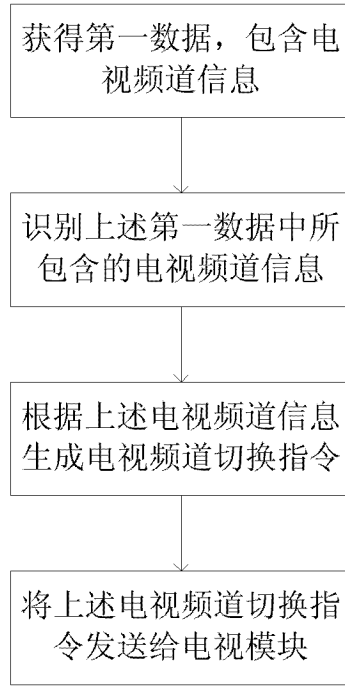 获得第一数据，包含电
视频道信息
识别上述第一数据中所
包含的电视频道信息
根据上述电视频道信息
生成电视频道切换指令
将上述电视频道切换指
令发送给电视模块